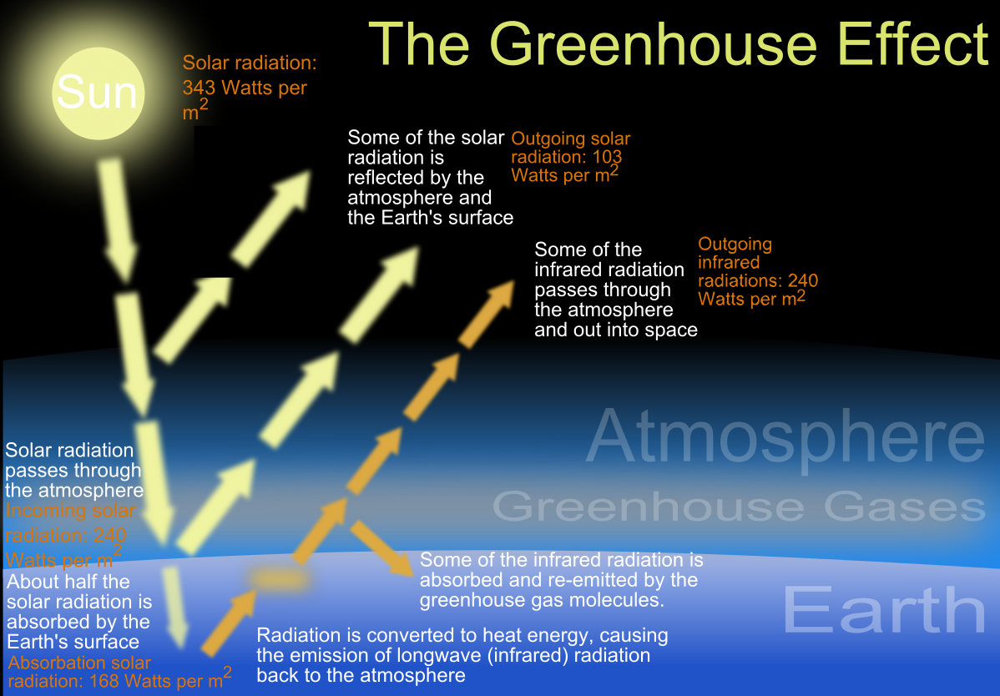 The Greenhouse Effect
Sun
Solar radiation:
343 Watts per
m2
Some of the solar
radiation is
reflected by the
atmosphere and
the Earth's surface
Outgoing solar
radiation: 103
Watts per m2
Some of the
infrared radiation
passes through
the atmosphere
and out into space
Outgoing
infrared
radiations: 240
Watts per m2
Atmosphere
Greenhouse Gases
Solar radiation
passes through
the atmosphere
Incoming solar
radiation: 240
Watts per m2
About half the
solar radiation is
absorbed by the
Earth's surface
Absorbation solar
radiation: 168 Watts per m2
Some of the infrared radiation is
absorbed and re-emitted by the
greenhouse gas molecules.
Earth
Radiation is converted to heat energy, causing
the emission of longwave (infrared) radiation
back to the atmosphere